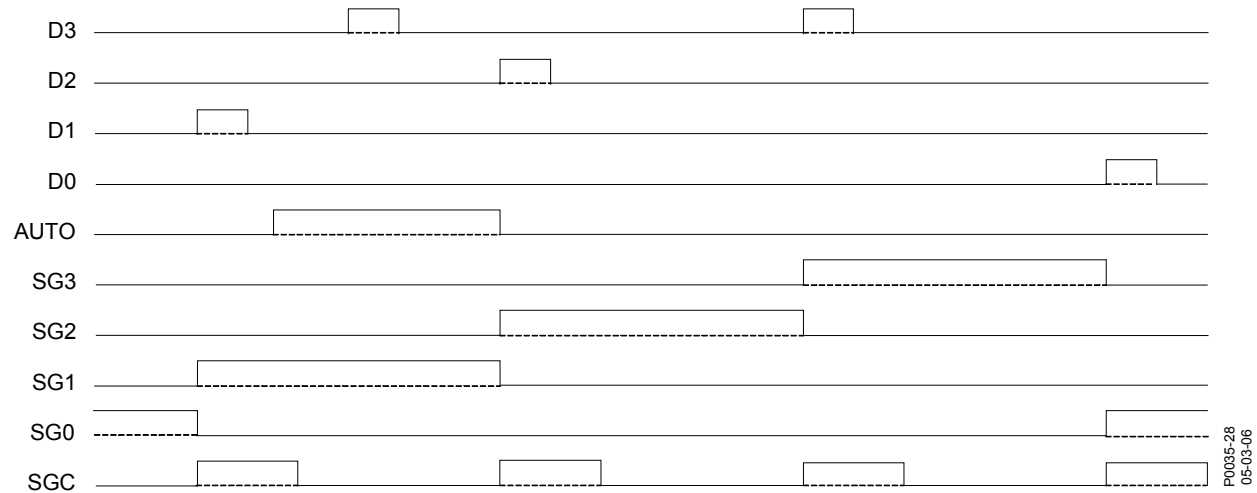 D3
D2
D1
D0
AUTO
SG3
SG2
SG1
SG0
SGC
P0035-28
05-03-06